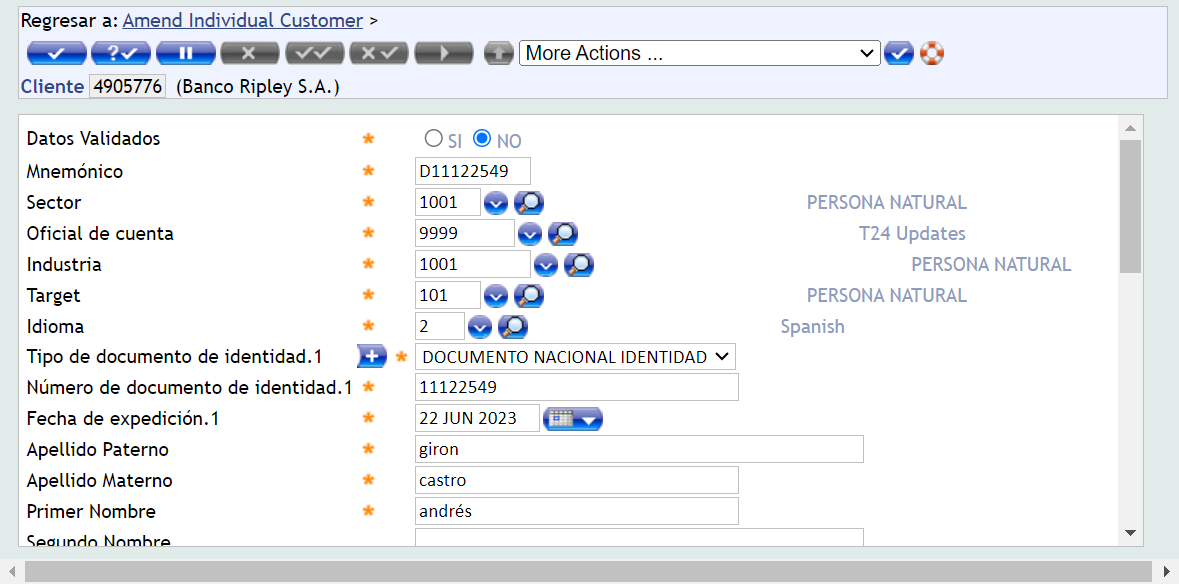 Regresar a: Amend Individual Customer >
More Actions ...
Cliente 4905776 (Banco Ripley S.A.)
Datos Validados * SI NO
Mnemónico * D11122549
Sector * 1001 PERSONA NATURAL
Oficial de cuenta * 9999 T24 Updates
Industria * 1001 PERSONA NATURAL
Target * 101 PERSONA NATURAL
Idioma * 2 Spanish
Tipo de documento de identidad.1 * DOCUMENTO NACIONAL IDENTIDAD
Número de documento de identidad.1 * 11122549
Fecha de expedición.1 * 22 JUN 2023
Apellido Paterno * giron
Apellido Materno * castro
Primer Nombre * andrés
Segundo Nombre